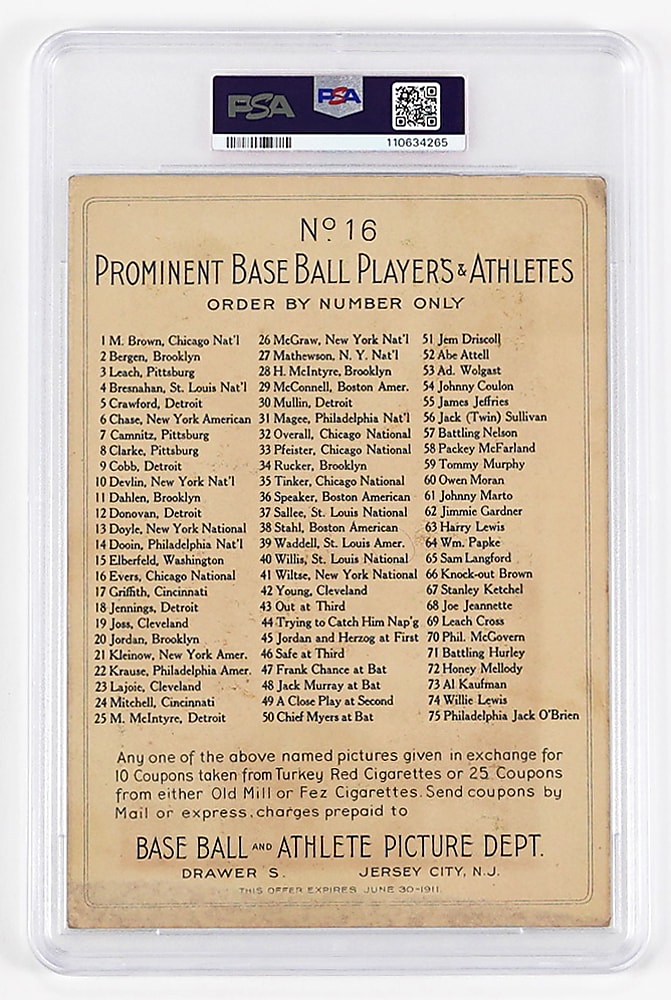 PSA PSA
110634265
Nº 16
PROMINENT BASE BALL PLAYERS & ATHLETES
ORDER BY NUMBER ONLY
1 M. Brown, Chicago Nat'l
2 Bergen, Brooklyn
3 Leach, Pittsburg
4 Bresnahan, St. Louis Nat'l
5 Crawford, Detroit
6 Chase, New York American
7 Camnitz, Pittsburg
8 Clarke, Pittsburg
9 Cobb, Detroit
10 Devlin, New York Nat'l
11 Dahlen, Brooklyn
12 Donovan, Detroit
13 Doyle, New York National
14 Dooin, Philadelphia Nat'l
15 Elberfeld, Washington
16 Evers, Chicago National
17 Griffith, Cincinnati
18 Jennings, Detroit
19 Joss, Cleveland
20 Jordan, Brooklyn
21 Kleinow, New York Amer.
22 Krause, Philadelphia Amer.
23 Lajoie, Cleveland
24 Mitchell, Cincinnati
25 M. McIntyre, Detroit
26 McGraw, New York Nat'l
27 Mathewson, N. Y. Nat'l
28 H. McIntyre, Brooklyn
29 McConnell, Boston Amer.
30 Mullin, Detroit
31 Magee, Philadelphia Nat'l
32 Overall, Chicago National
33 Pfeister, Chicago National
34 Rucker, Brooklyn
35 Tinker, Chicago National
36 Speaker, Boston American
37 Sallee, St. Louis National
38 Stahl, Boston American
39 Waddell, St. Louis Amer.
40 Willis, St. Louis National
41 Wiltse, New York National
42 Young, Cleveland
43 Out at Third
44 Trying to Catch Him Nap'g
45 Jordan and Herzog at First
46 Safe at Third
47 Frank Chance at Bat
48 Jack Murray at Bat
49 A Close Play at Second
50 Chief Myers at Bat
51 Jem Driscoll
52 Abe Attell
53 Ad. Wolgast
54 Johnny Coulon
55 James Jeffries
56 Jack (Twin) Sullivan
57 Battling Nelson
58 Packey McFarland
59 Tommy Murphy
60 Owen Moran
61 Johnny Marto
62 Jimmie Gardner
63 Harry Lewis
64 Wm. Papke
65 Sam Langford
66 Knock-out Brown
67 Stanley Ketchel
68 Joe Jeannette
69 Leach Cross
70 Phil. McGovern
71 Battling Hurley
72 Honey Mellody
73 Al Kaufman
74 Willie Lewis
75 Philadelphia Jack O'Brien
Any one of the above named pictures given in exchange for
10 Coupons taken from Turkey Red Cigarettes or 25 Coupons
from either Old Mill or Fez Cigarettes. Send coupons by
Mail or express, charges prepaid to
BASE BALL AND ATHLETE PICTURE DEPT.
DRAWER S. JERSEY CITY, N.J.
THIS OFFER EXPIRES JUNE 30-1911.